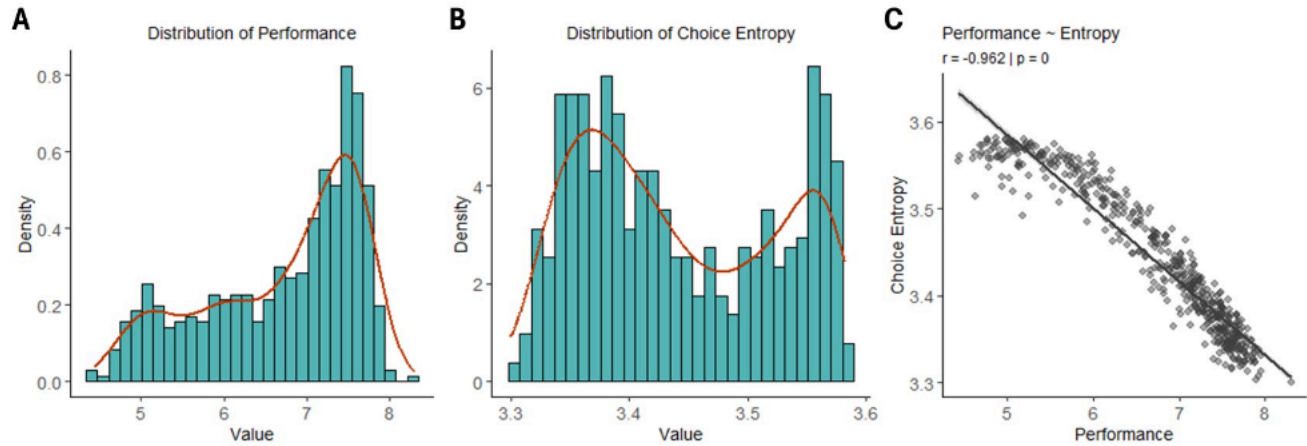 A
Distribution of Performance
0.8
0.6
0.4
0.2
0.0
Density
5
6
7
8
Value
B
Distribution of Choice Entropy
6
4
2
0
Density
3.3
3.4
3.5
3.6
Value
C
Performance ~ Entropy
r = -0.962 | p = 0
3.6
3.5
3.4
3.3
Choice Entropy
5
6
7
8
Performance